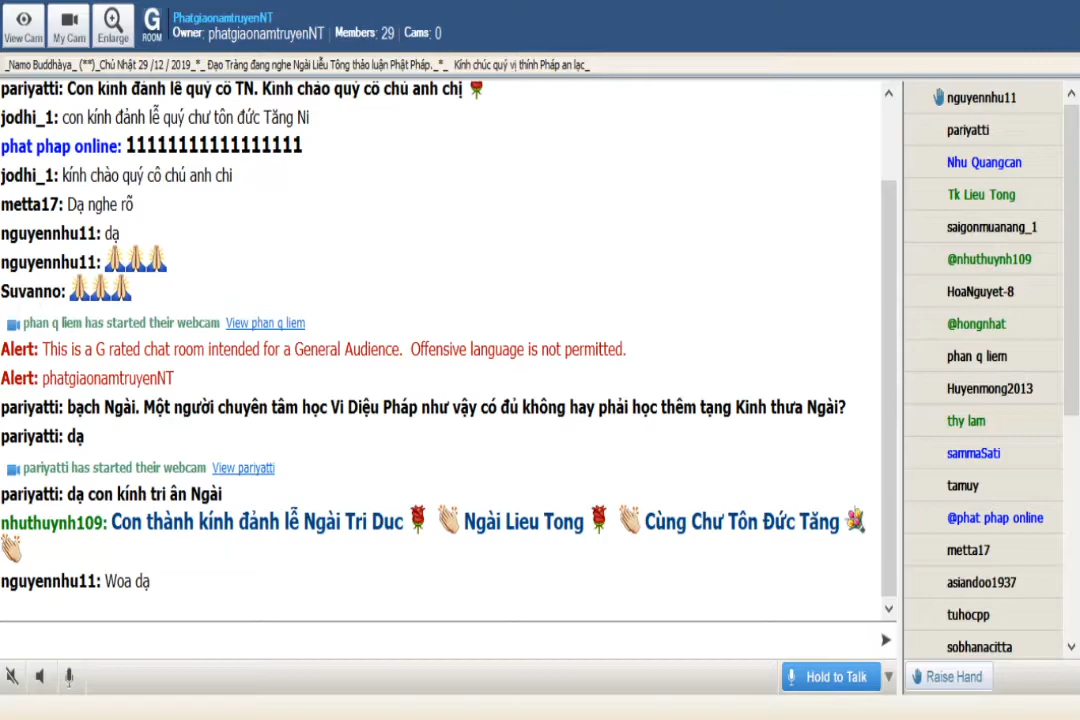 View Cam
My Cam
Enlarge
G
ROOM
PhatgiaonamtruyenNT
Owner: phatgiaonamtruyenNT | Members: 29 | Cams: 0
_Namo Buddhàya_ (**)_Chủ Nhật 29 /12 / 2019_*_ Đạo Tràng đang nghe Ngài Liễu Tông thảo luận Phật Pháp._*_ Kính chúc quý vị thính Pháp an lạc_
pariyatti: Con kính đảnh lễ quý cô TN. Kính chào quý cô chú anh chị
jodhi_1: con kính đảnh lễ quý chư tôn đức Tăng Ni
phat phap online: 11111111111111111
jodhi_1: kính chào quý cô chú anh chi
metta17: Dạ nghe rõ
nguyennhu11: dạ
nguyennhu11:
Suvanno:
phan q liem has started their webcam View phan q liem
Alert: This is a G rated chat room intended for a General Audience. Offensive language is not permitted.
Alert: phatgiaonamtruyenNT
pariyatti: bạch Ngài. Một người chuyên tâm học Vi Diệu Pháp như vậy có đủ không hay phải học thêm tạng Kinh thưa Ngài?
pariyatti: dạ
pariyatti has started their webcam View pariyatti
pariyatti: dạ con kính tri ân Ngài
nhuthuynh109: Con thành kính đảnh lễ Ngài Tri Duc Ngài Lieu Tong Cùng Chư Tôn Đức Tăng
nguyennhu11: Woa dạ
Hold to Talk
nguyennhu11
pariyatti
Nhu Quangcan
Tk Lieu Tong
saigonmuanang_1
@nhuthuynh109
HoaNguyet-8
@hongnhat
phan q liem
Huyenmong2013
thy lam
sammaSati
tamuy
@phat phap online
metta17
asiandoo1937
tuhocpp
sobhanacitta
Raise Hand